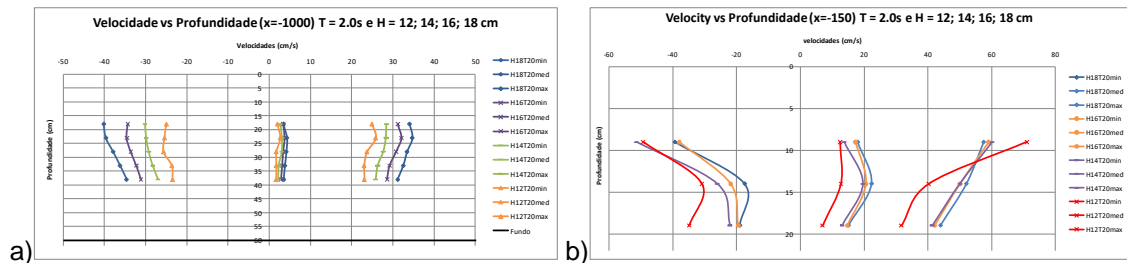 Velocidade vs Profundidade (x=-1000) T = 2.0s e H = 12; 14; 16; 18 cm
Velocidades (cm/s)
-50 -40 -30 -20 -10 0 10 20 30 40 50
0
5
10
15
20
25
30
35
40
45
50
55
60
Profundidade (cm)
H18T20min
H18T20med
H18T20max
H16T20min
H16T20med
H16T20max
H14T20min
H14T20med
H14T20max
H12T20min
H12T20med
H12T20max
Fundo
a)
Velocity vs Profundidade (x=-150) T = 2.0s e H = 12; 14; 16; 18 cm
velocidades (cm/s)
-60 -40 -20 0 20 40 60 80
0
5
10
15
20
Profundidade (cm)
H18T20min
H18T20med
H18T20max
H16T20min
H16T20med
H16T20max
H14T20min
H14T20med
H14T20max
H12T20min
H12T20med
H12T20max
b)